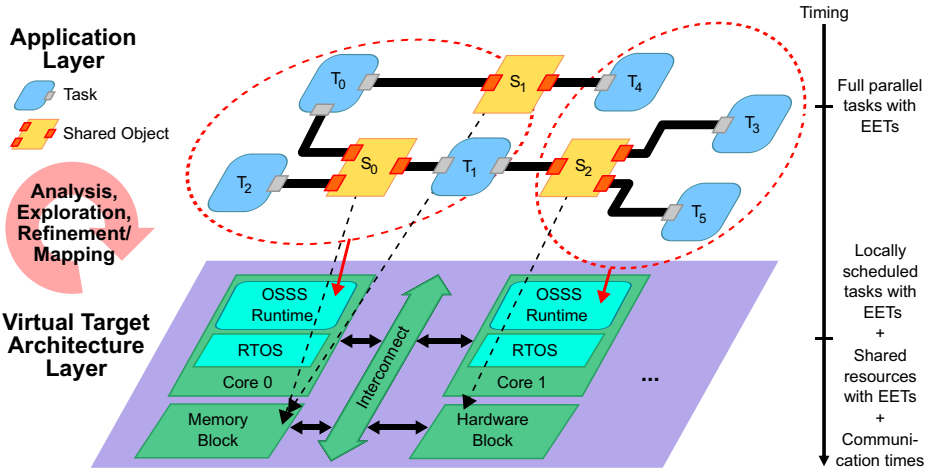 Application
Layer
Task
Shared Object
Analysis,
Exploration,
Refinement/
Mapping
Virtual Target
Architecture
Layer
T0
S1
T4
T3
T2
S0
T1
S2
T5
OSSS
Runtime
RTOS
Core 0
Memory
Block
Interconnect
OSSS
Runtime
RTOS
Core 1
Hardware
Block
...
Timing
Full parallel
tasks with
EETs
Locally
scheduled
tasks with
EETs
+
Shared
resources
with EETs
+
Communi-
cation times